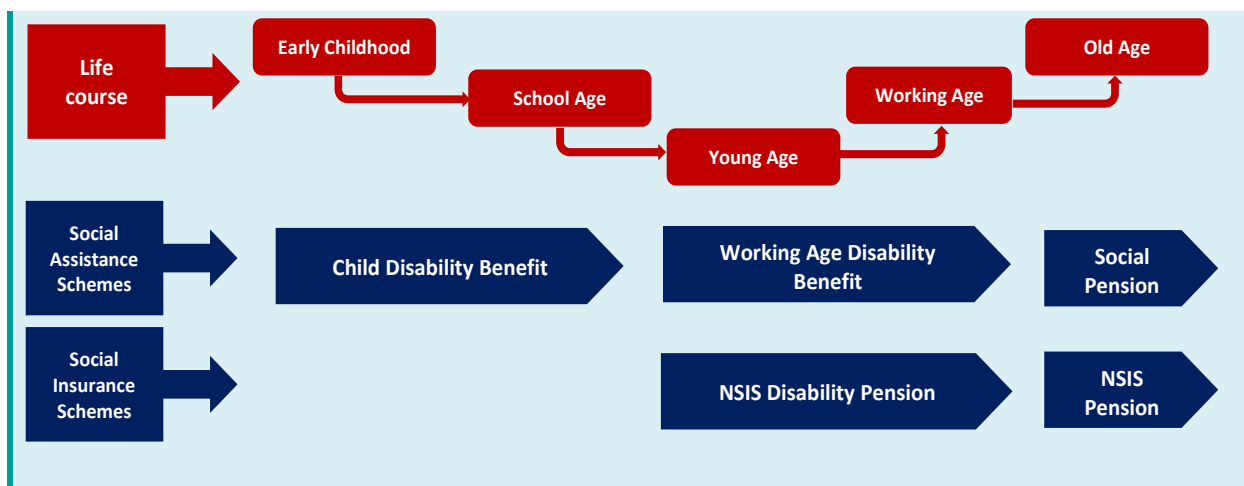 Life
course
Early Childhood
School Age
Young Age
Working Age
Old Age
Social
Assistance
Schemes
Child Disability Benefit
Working Age Disability
Benefit
Social
Pension
Social
Insurance
Schemes
NSIS Disability Pension
NSIS
Pension